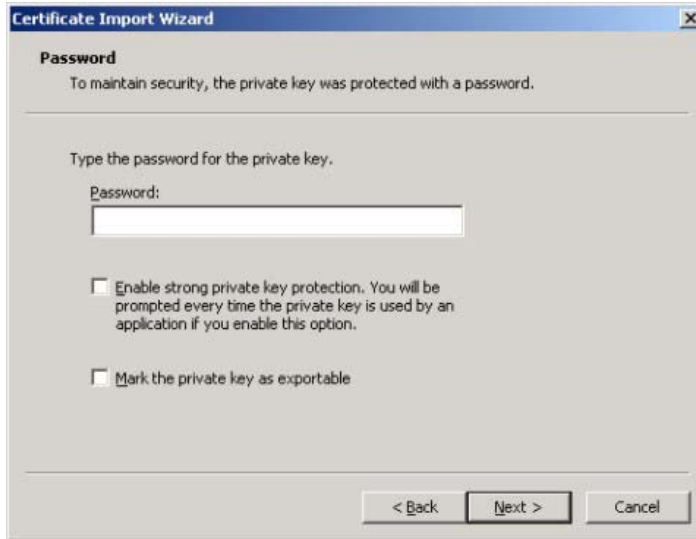 Certificate Import Wizard
Password
To maintain security, the private key was protected with a password.
Type the password for the private key.
Password:
Enable strong private key protection. You will
prompted every time the private key is used by an
application if you enable this option.
Mark the private key as exportable
< Back
Next >
Cancel